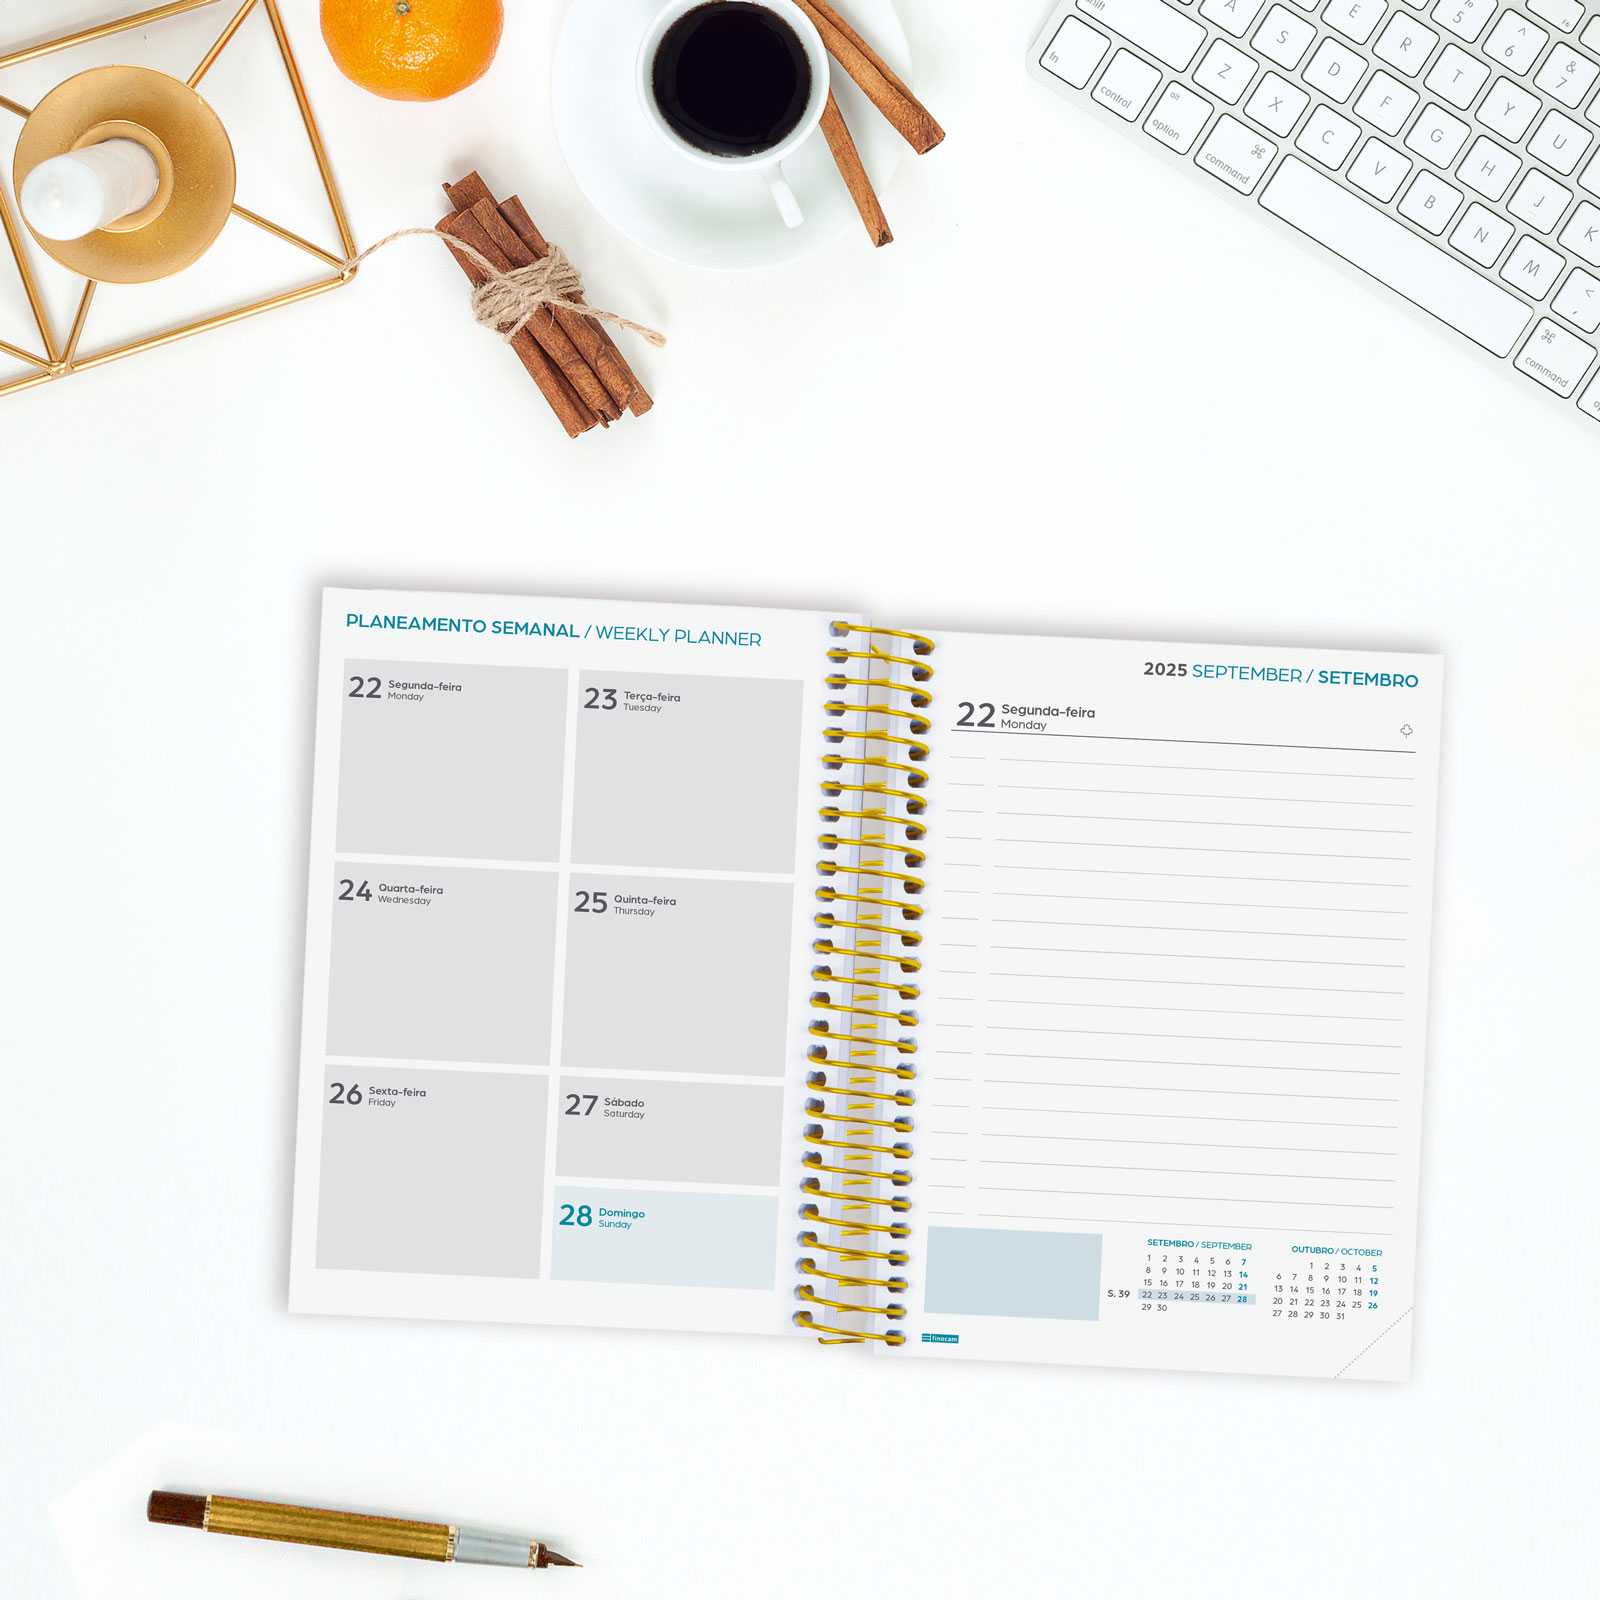 shift A S D E R T Y U
% 5
^ 6
& 7
fn control alt option ⌘ command Z X C V B N M F G H J K < ,
⌘ command
PLANEAMENTO SEMANAL / WEEKLY PLANNER
22 Segunda-feira
Monday
23 Terça-feira
Tuesday
24 Quarta-feira
Wednesday
25 Quinta-feira
Thursday
26 Sexta-feira
Friday
27 Sábado
Saturday
28 Domingo
Sunday
2025 SEPTEMBER / SETEMBRO
22 Segunda-feira
Monday
SETEMBRO / SEPTEMBER
1 2 3 4 5 6 7
8 9 10 11 12 13 14
15 16 17 18 19 20 21
S. 39 22 23 24 25 26 27 28
29 30
OUTUBRO / OCTOBER
1 2 3 4 5
6 7 8 9 10 11 12
13 14 15 16 17 18 19
20 21 22 23 24 25 26
27 28 29 30 31
finocam